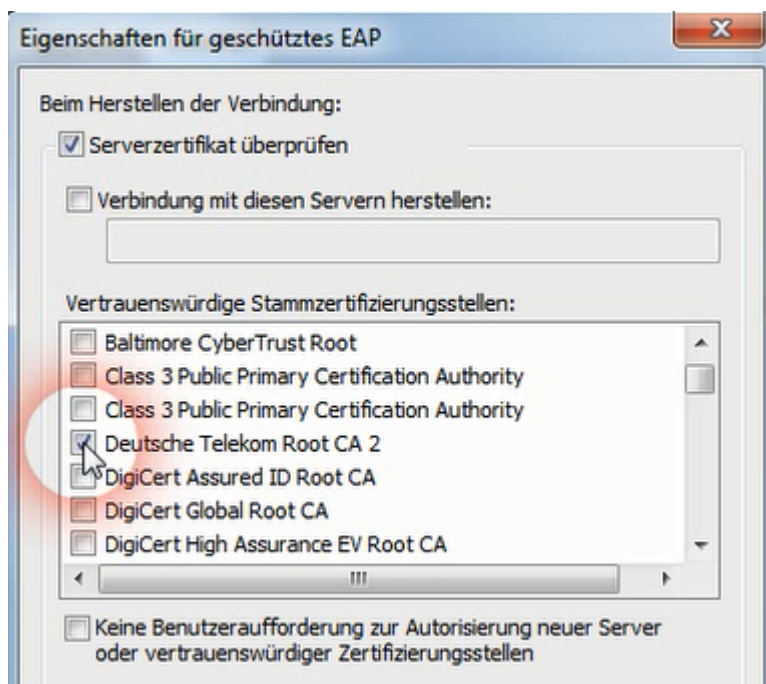 Eigenschaften für geschütztes EAP
Beim Herstellen der Verbindung:
Serverzertifikat überprüfen
Verbindung mit diesen Servern herstellen:
Vertrauenswürdige Stammzertifizierungsstellen:
Baltimore CyberTrust Root
Class 3 Public Primary Certification Authority
Class 3 Public Primary Certification Authority
Deutsche Telekom Root CA 2
DigiCert Assured ID Root CA
DigiCert Global Root CA
DigiCert High Assurance EV Root CA
Keine Benutzeraufforderung zur Autorisierung neuer Server
oder vertrauenswürdiger Zertifizierungsstellen